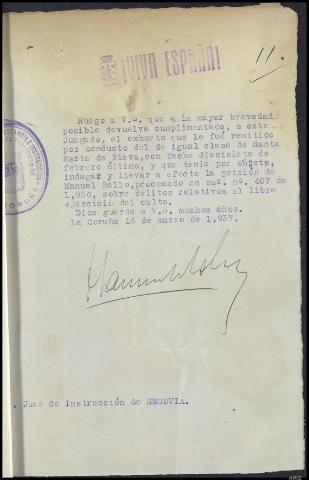 ¡VIVA ESPAÑA!
11
Ruego a V.S. que a la mayor brevedad
posible devuelva cumplimentado, a este
Juzgado, el exhorto que le fué remitido
por conducto del de igual clase de Santa
Maria de Nieva, con fecha diecisiete de
febrero último, y que tenia por objeto,
indagar y llevar a efecto la prisión de
Manuel Bello, procesado en sum. nº. 407 de
1,936, sobre delitos relativos al libre
ejercicio del culto.
Dios guarde a V.S. muchos años.
La Coruña 16 de marzo de 1,937.
Juez de Instrucción de SEGOVIA.